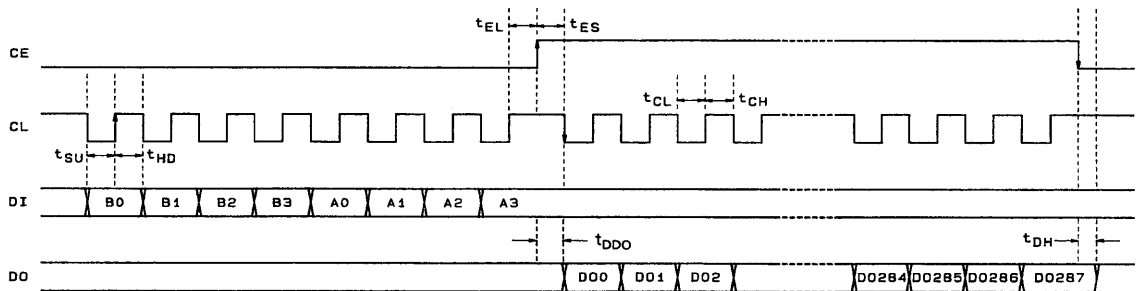 tEL tES
CE
tCL tCH
CL
tSU tHD
DI B0 B1 B2 B3 A0 A1 A2 A3
tDDO tDH
DO DO0 DO1 DO2 DO284 DO285 DO286 DO287